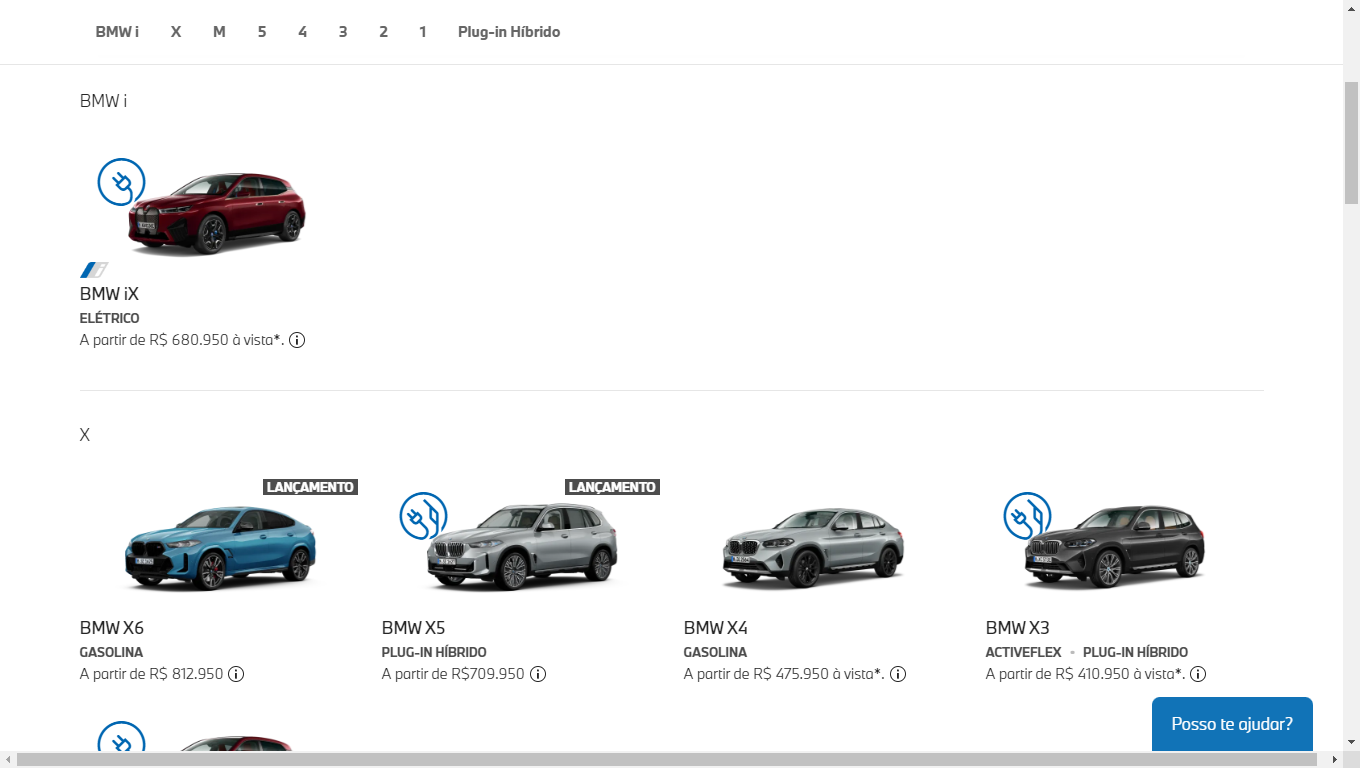 BMW i X M 5 4 3 2 1 Plug-in Híbrido
BMW i
BMW iX
ELÉTRICO
A partir de R$ 680.950 à vista*.
X
LANÇAMENTO
LANÇAMENTO
BMW X6
GASOLINA
A partir de R$ 812.950
BMW X5
PLUG-IN HÍBRIDO
A partir de R$709.950
BMW X4
GASOLINA
A partir de R$ 475.950 à vista*.
BMW X3
ACTIVEFLEX • PLUG-IN HÍBRIDO
A partir de R$ 410.950 à vista*.
Posso te ajudar?